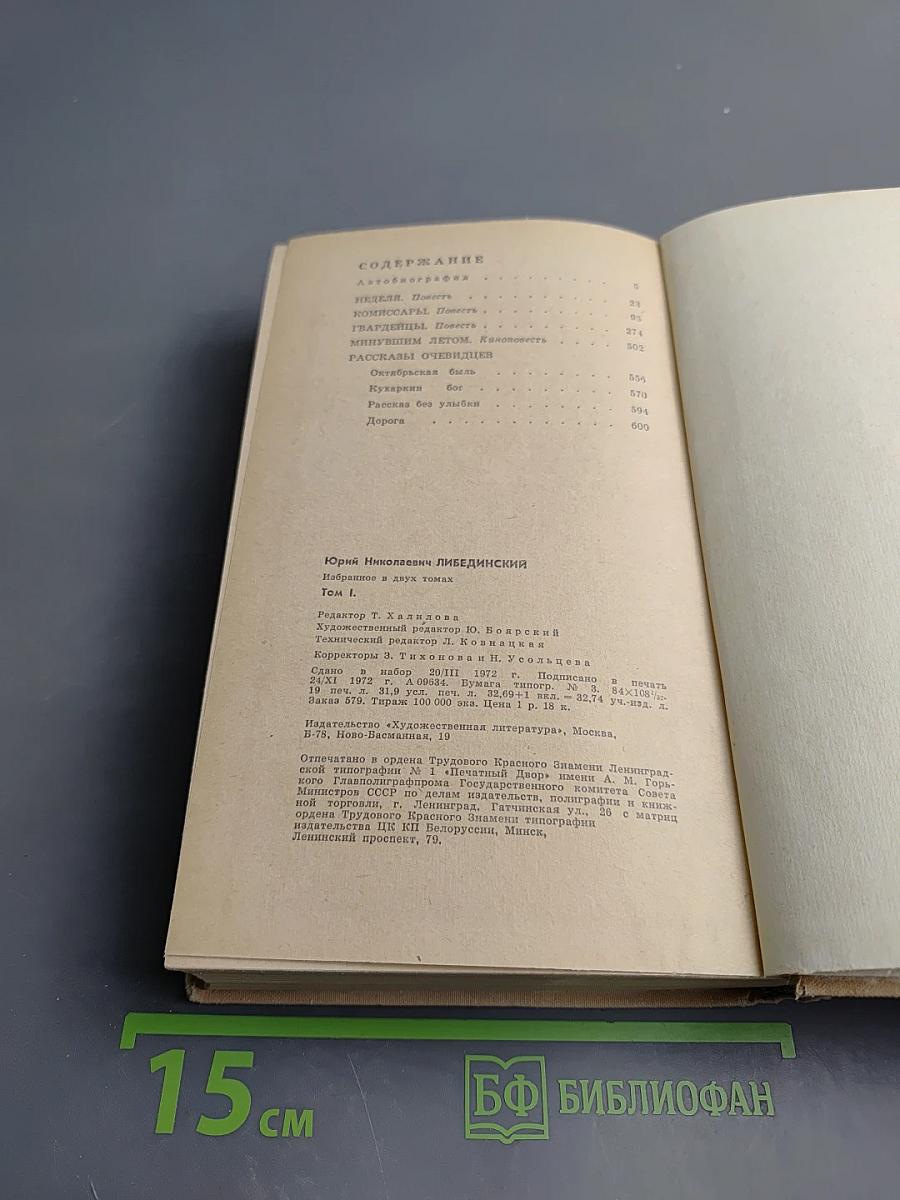 СОДЕРЖАНИЕ
Автобиография . . . . . . . . 5
НЕДЕЛЯ. Повесть . . . . . . . . 23
КОМИССАРЫ. Повесть . . . . . . . 95
ГВАРДЕЙЦЫ. Повесть . . . . . . . 274
МИНУВШИМ ЛЕТОМ. Киноповесть . . . . 502
РАССКАЗЫ ОЧЕВИДЦЕВ
Октябрьская быль . . . . . . . 556
Кухаркин бог . . . . . . . . 570
Рассказ без улыбки . . . . . . . 594
Дорога . . . . . . . . . . . 600
Юрий Николаевич ЛИБЕДИНСКИЙ
Избранное в двух томах
Том I.
Редактор Т. Халилова
Художественный редактор Ю. Боярский
Технический редактор Л. Ковнацкая
Корректоры З. Тихонова и Н. Усольцева
Сдано в набор 20/III 1972 г. Подписано в печать
24/XI 1972 г. А 09634. Бумага типогр. № 3. 84×108¹/₃₂.
19 печ. л. 31,9 усл. печ. л. 32,69+1 вкл. = 32,74 уч.-изд. л.
Заказ 579. Тираж 100 000 экз. Цена 1 р. 18 к.
Издательство «Художественная литература», Москва,
Б-78, Ново-Басманная, 19
Отпечатано в ордена Трудового Красного Знамени Ленинград-
ской типографии № 1 «Печатный Двор» имени А. М. Горь-
кого Главполиграфпрома Государственного комитета Совета
Министров СССР по делам издательств, полиграфии и книж-
ной торговли, г. Ленинград, Гатчинская ул., 26 с матриц
ордена Трудового Красного Знамени типографии
издательства ЦК КП Белоруссии, Минск,
Ленинский проспект, 79.
15 см
БФ БИБЛИОФАН